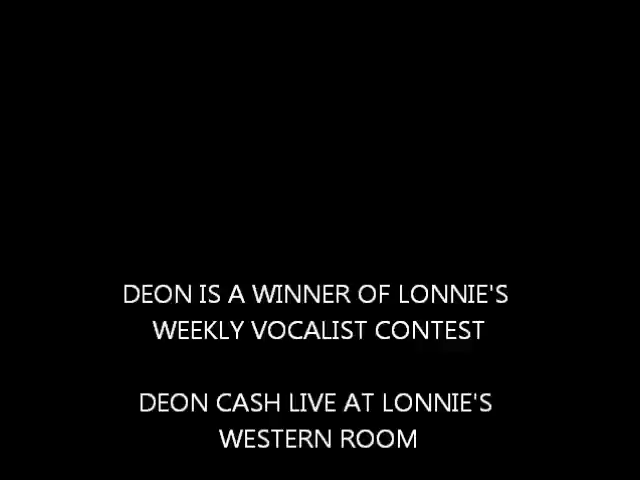 DEON IS A WINNER OF LONNIE'S
WEEKLY VOCALIST CONTEST
DEON CASH LIVE AT LONNIE'S
WESTERN ROOM